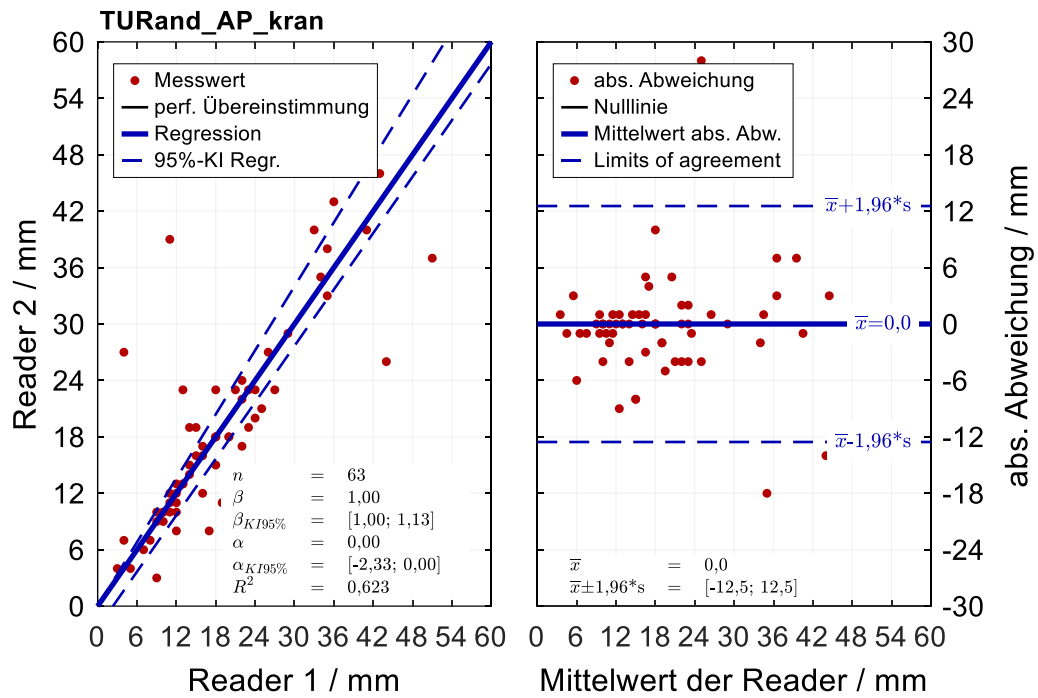 TURand_AP_kran
60
54
48
42
36
30
24
18
12
6
0
Reader 2 / mm
Messwert
perf. Übereinstimmung
Regression
95%-KI Regr.
n = 63
β = 1,00
β_KI95% = [1,00; 1,13]
α = 0,00
α_KI95% = [-2,33; 0,00]
R² = 0,623
0 6 12 18 24 30 36 42 48 54 60
Reader 1 / mm
abs. Abweichung
Nulllinie
Mittelwert abs. Abw.
Limits of agreement
x̅±1,96*s
x̅=0,0
x̅-1,96*s
x̅ = 0,0
x̅±1,96*s = [-12,5; 12,5]
30
24
18
12
6
0
-6
-12
-18
-24
-30
abs. Abweichung / mm
0 6 12 18 24 30 36 42 48 54 60
Mittelwert der Reader / mm